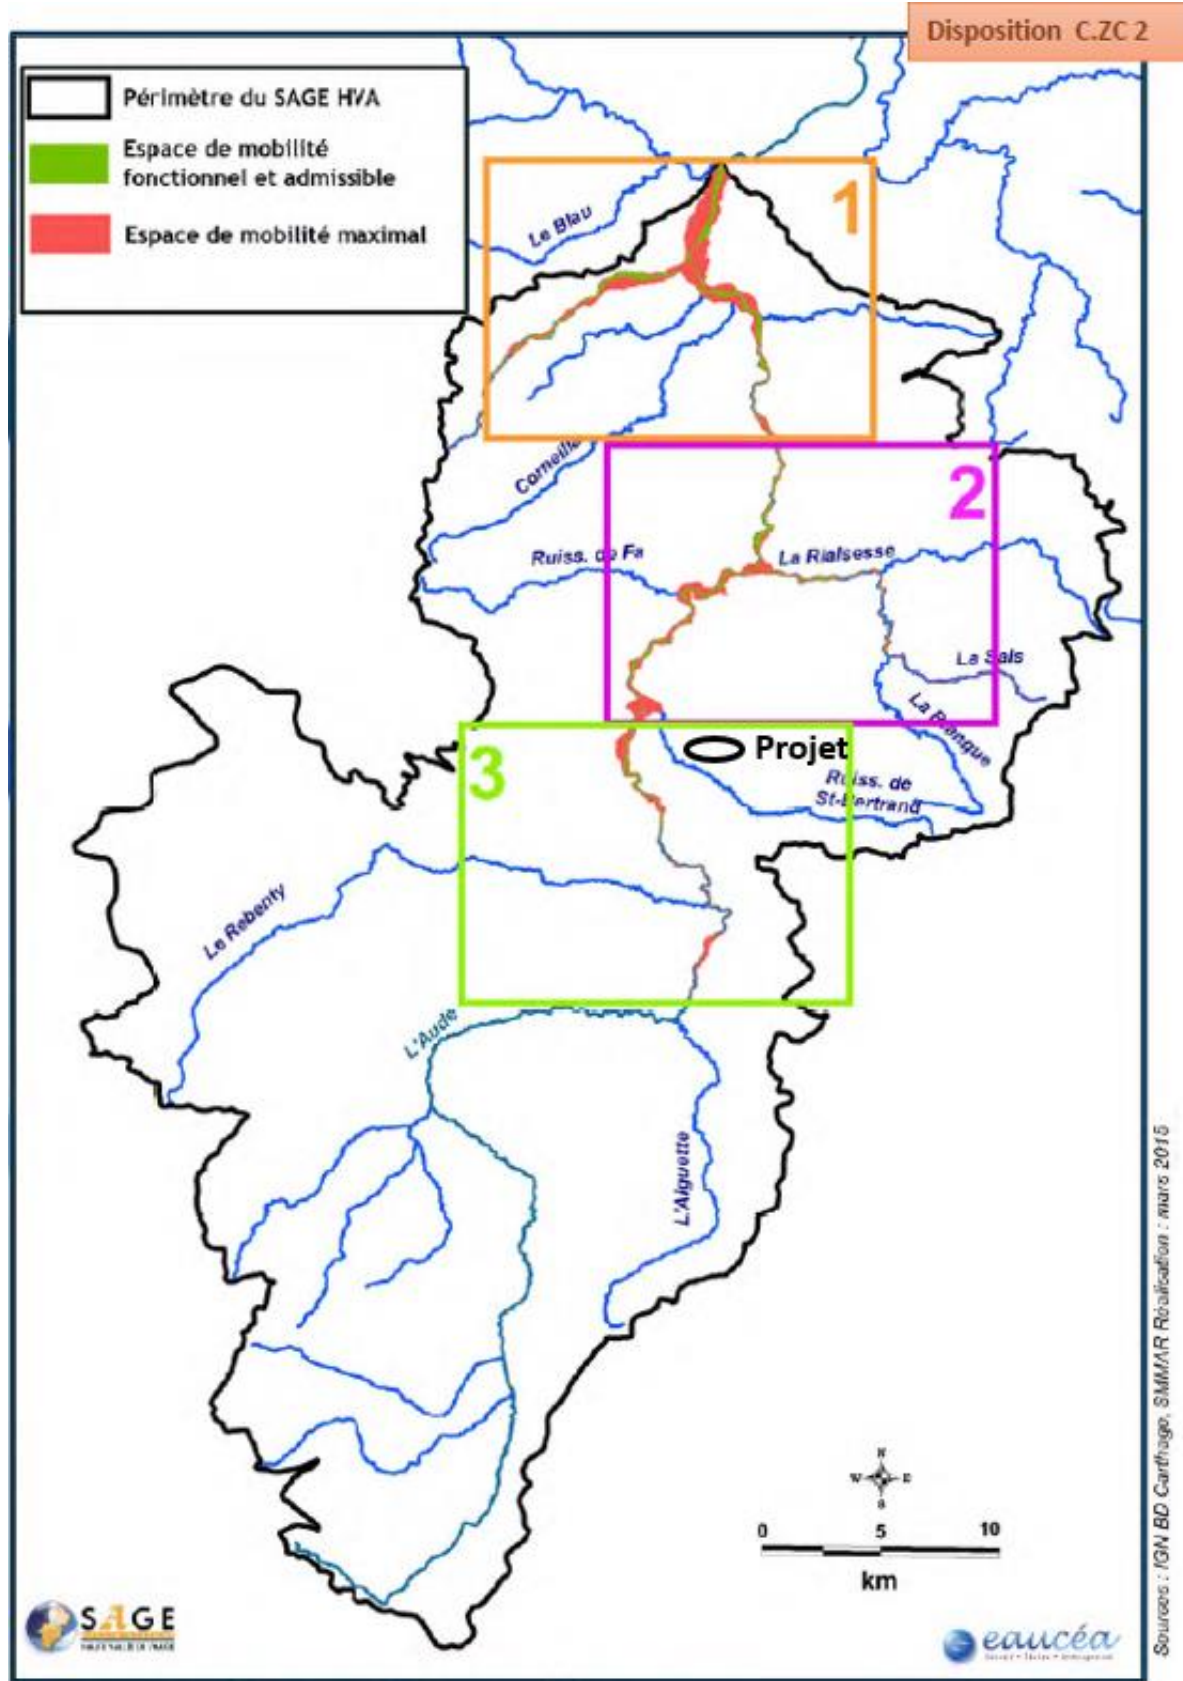 Disposition C.ZC 2
Périmètre du SAGE HVA
Espace de mobilité
fonctionnel et admissible
Espace de mobilité maximal
1
Le Blau
2
Corneilla
Ruiss. de Fa
La Rialsesse
La Sals
La Blanque
3
Projet
Ruiss. de
St-Bertrand
Le Rebenty
L'Aude
L'Aiguette
N
W E
S
0 5 10
km
SAGE
eaucéa
Sources : IGN BD Carthage, SMMAR Réalisation : mars 2015